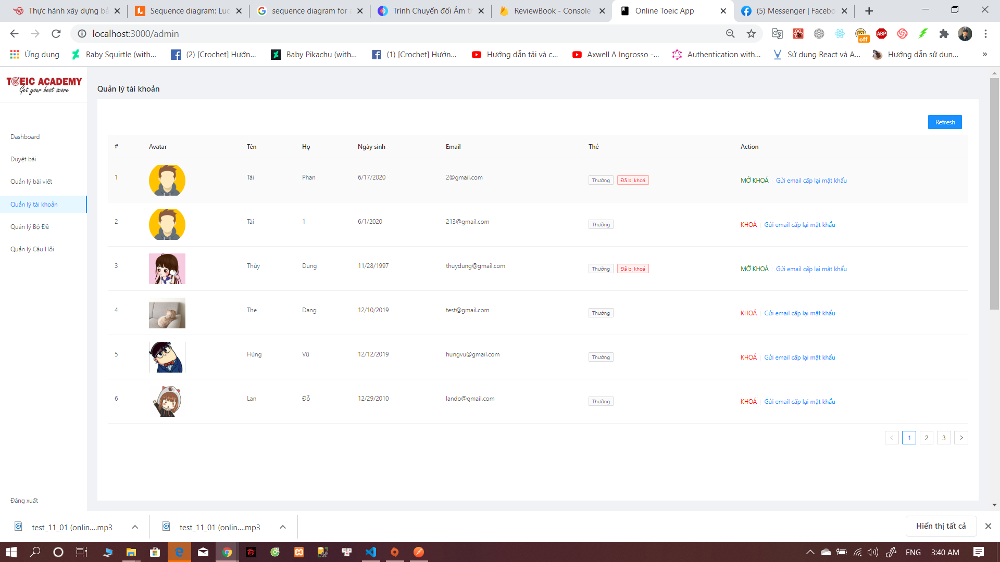 Thực hành xây dựng bả
Sequence diagram: Luc
sequence diagram for a
Trình Chuyển đổi Âm th
ReviewBook - Console
Online Toeic App
(5) Messenger | Facebo
localhost:3000/admin
off
ABP
Ứng dụng
Baby Squirtle (with...
(2) [Crochet] Hướn...
Baby Pikachu (with...
(1) [Crochet] Hướn...
Hướng dẫn tải và c...
Axwell Λ Ingrosso -...
Authentication with...
Sử dụng React và A...
Hướng dẫn sử dụn...
»
TOEIC ACADEMY
Get your best score
Dashboard
Duyệt bài
Quản lý bài viết
Quản lý tài khoản
Quản lý Bộ Đề
Quản lý Câu Hỏi
Đăng xuất
Quản lý tài khoản
Refresh
# Avatar Tên Họ Ngày sinh Email Thẻ Action
1 Tài Phan 6/17/2020 2@gmail.com Thường Đã bị khoá MỞ KHOÁ Gửi email cấp lại mật khẩu
2 Tài 1 6/1/2020 213@gmail.com Thường KHOÁ Gửi email cấp lại mật khẩu
3 Thùy Dung 11/28/1997 thuydung@gmail.com Thường Đã bị khoá MỞ KHOÁ Gửi email cấp lại mật khẩu
4 The Dang 12/10/2019 test@gmail.com Thường KHOÁ Gửi email cấp lại mật khẩu
5 Hùng Vũ 12/12/2019 hungvu@gmail.com Thường KHOÁ Gửi email cấp lại mật khẩu
6 Lan Đỗ 12/29/2010 lando@gmail.com Thường KHOÁ Gửi email cấp lại mật khẩu
< 1 2 3 >
test_11_01 (onlin....mp3
test_11_01 (onlin....mp3
Hiển thị tất cả
ENG
3:40 AM